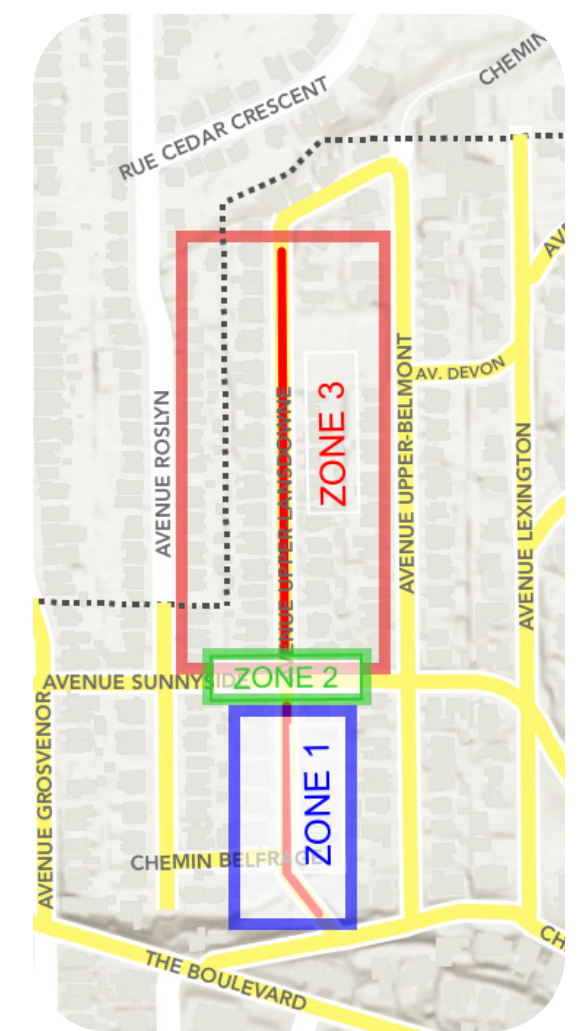 CHEMIN
RUE CEDAR CRESCENT
AV. DEVON
AVENUE ROSLYN
ZONE 3
AVENUE UPPER LANSDOWNE
AVENUE UPPER-BELMONT
AVENUE LEXINGTON
ZONE 2
AVENUE SUNNYSIDE
AVENUE GROSVENOR
ZONE 1
CHEMIN BELFRAGE
THE BOULEVARD
CH